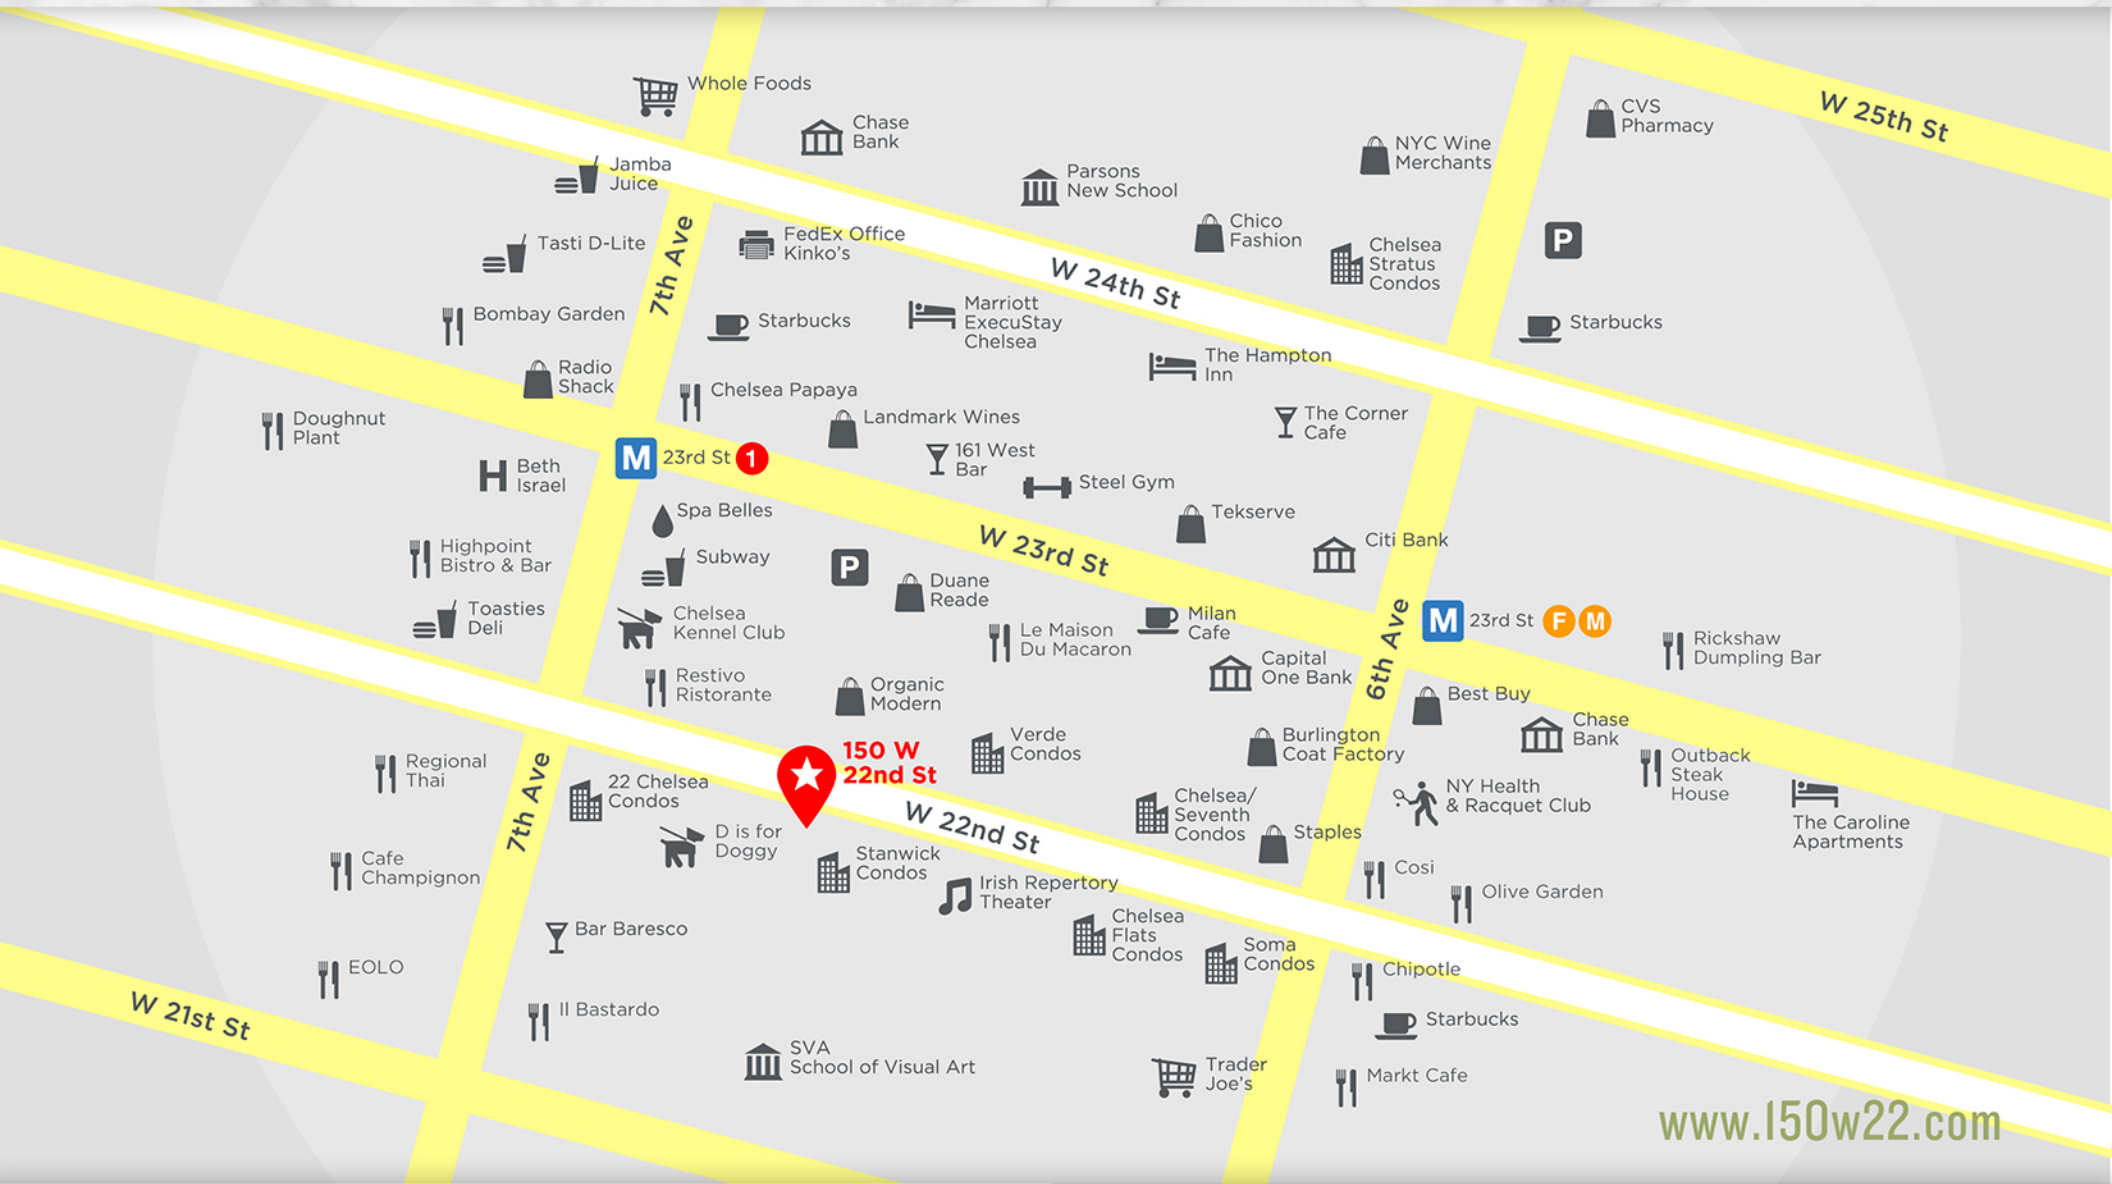 Whole Foods
Chase
Bank
CVS
Pharmacy
W 25th St
NYC Wine
Merchants
Jamba
Juice
Parsons
New School
Chico
Fashion
Chelsea
Stratus
Condos
P
Tasti D-Lite
7th Ave
FedEx Office
Kinko's
W 24th St
Bombay Garden
Starbucks
Marriott
ExecuStay
Chelsea
Starbucks
The Hampton
Inn
Radio
Shack
Chelsea Papaya
Landmark Wines
The Corner
Cafe
Doughnut
Plant
M 23rd St 1
161 West
Bar
H Beth
Israel
Steel Gym
Spa Belles
Tekserve
W 23rd St
Citi Bank
Highpoint
Bistro & Bar
Subway
P
Duane
Reade
Toasties
Deli
Chelsea
Kennel Club
Le Maison
Du Macaron
Milan
Cafe
6th Ave
M 23rd St F M
Rickshaw
Dumpling Bar
Restivo
Ristorante
Organic
Modern
Capital
One Bank
Best Buy
Chase
Bank
Verde
Condos
Burlington
Coat Factory
Outback
Steak
House
150 W
22nd St
Regional
Thai
7th Ave
22 Chelsea
Condos
W 22nd St
Chelsea/
Seventh
Condos
NY Health
& Racquet Club
The Caroline
Apartments
D is for
Doggy
Staples
Cafe
Champignon
Stanwick
Condos
Irish Repertory
Theater
Cosi
Olive Garden
Bar Baresco
Chelsea
Flats
Condos
Soma
Condos
EOLO
Chipotle
W 21st St
Il Bastardo
Starbucks
SVA
School of Visual Art
Trader
Joe's
Markt Cafe
www.150w22.com